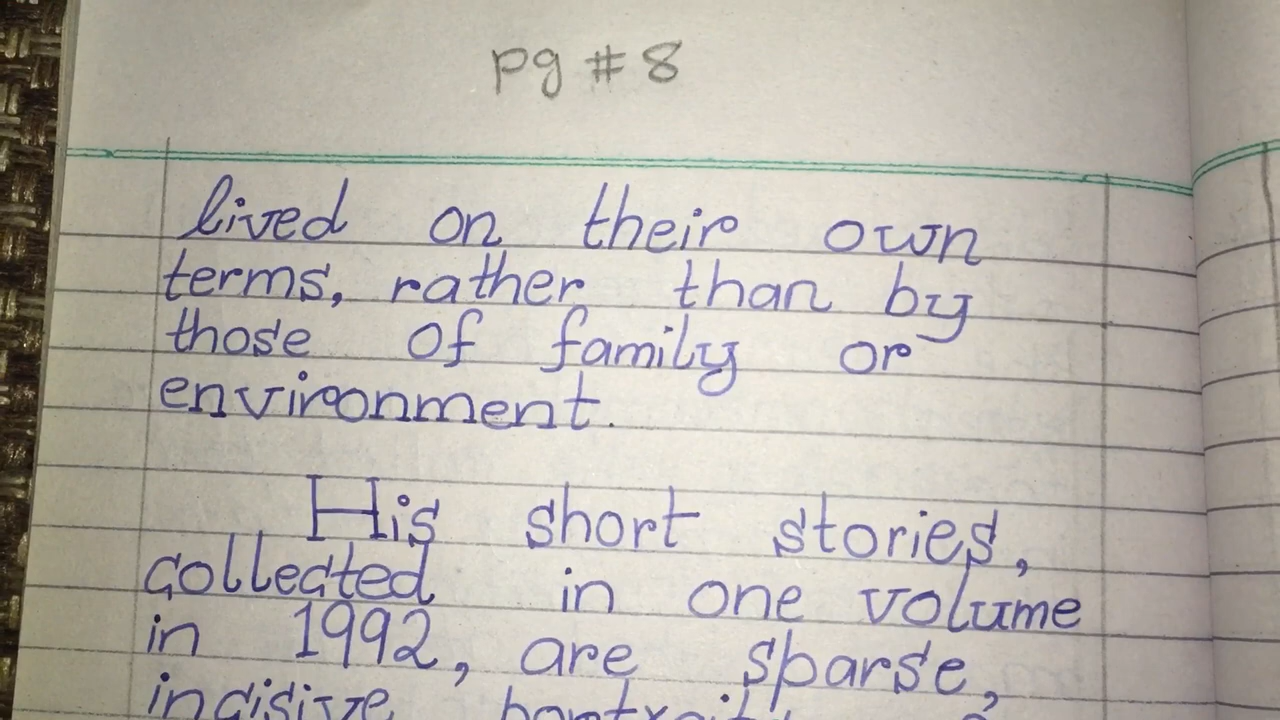 pg # 8
lived on their own
terms, rather than by
those of family or
environment.
His short stories,
collected in one volume
in 1992, are sparse,
incisive